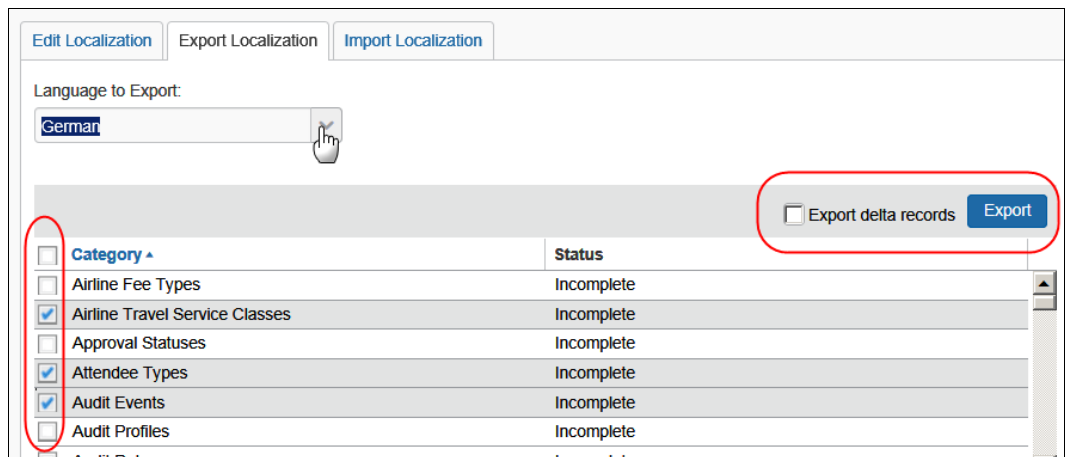 Edit Localization Export Localization Import Localization
Language to Export:
German
Export delta records Export
Category Status
Airline Fee Types Incomplete
Airline Travel Service Classes Incomplete
Approval Statuses Incomplete
Attendee Types Incomplete
Audit Events Incomplete
Audit Profiles Incomplete